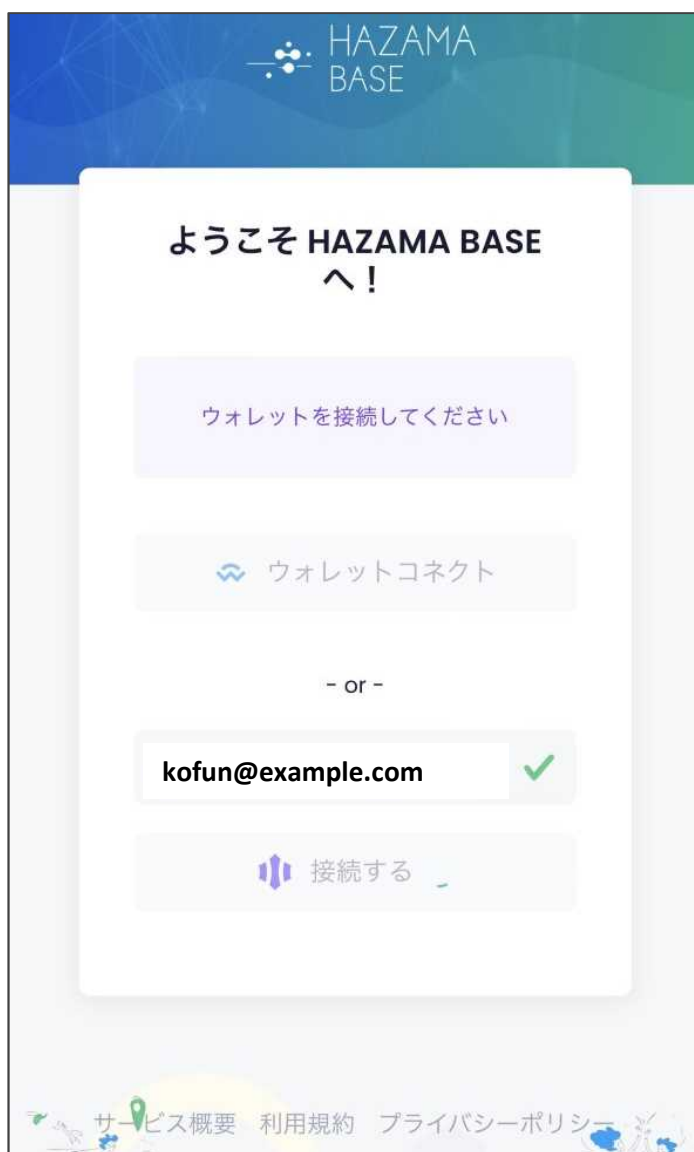 HAZAMA
BASE
ようこそ HAZAMA BASE
へ！
ウォレットを接続してください
ウォレットコネクト
- or -
kofun@example.com
接続する
サービス概要 利用規約 プライバシーポリシー